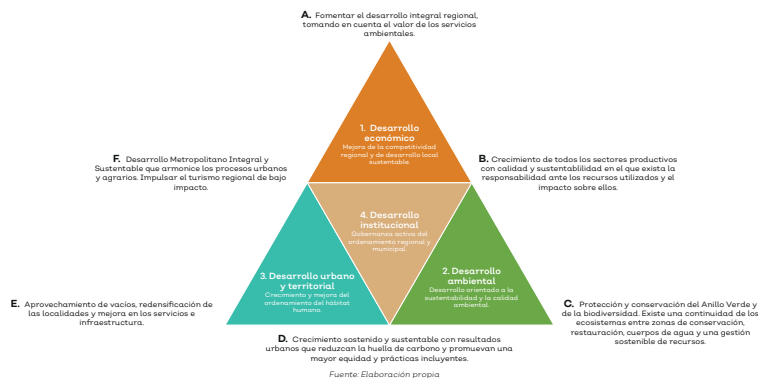 A. Fomentar el desarrollo integral regional,
tomando en cuenta el valor de los servicios
ambientales.
1. Desarrollo
económico
Mejora de la competitividad
regional y de desarrollo local
sustentable.
F. Desarrollo Metropolitano Integral y
Sustentable que armonice los procesos urbanos
y agrarios. Impulsar el turismo regional de bajo
impacto.
B. Crecimiento de todos los sectores productivos
con calidad y sustentablilidad en el que exista la
responsabilidad ante los recursos utilizados y el
impacto sobre ellos.
4. Desarrollo
institucional
Gobernanza activa del
ordenamiento regional y
municipal.
3. Desarrollo urbano
y territorial
Crecimiento y mejora del
ordenamiento del hábitat
humano.
2. Desarrollo
ambiental
Desarrollo orientado a la
sustentabilidad y la calidad
ambiental.
E. Aprovechamiento de vacíos, redensificación de
las localidades y mejora en los servicios e
infraestructura.
C. Protección y conservación del Anillo Verde y
de la biodiversidad. Existe una continuidad de los
ecosistemas entre zonas de conservación,
restauración, cuerpos de agua y una gestión
sostenible de recursos.
D. Crecimiento sostenido y sustentable con resultados
urbanos que reduzcan la huella de carbono y promuevan una
mayor equidad y prácticas incluyentes.
Fuente: Elaboración propia